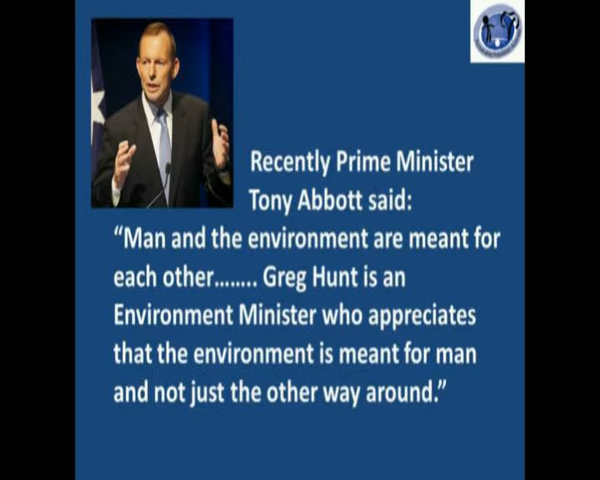 Recently Prime Minister
Tony Abbott said:
“Man and the environment are meant for
each other........ Greg Hunt is an
Environment Minister who appreciates
that the environment is meant for man
and not just the other way around.”